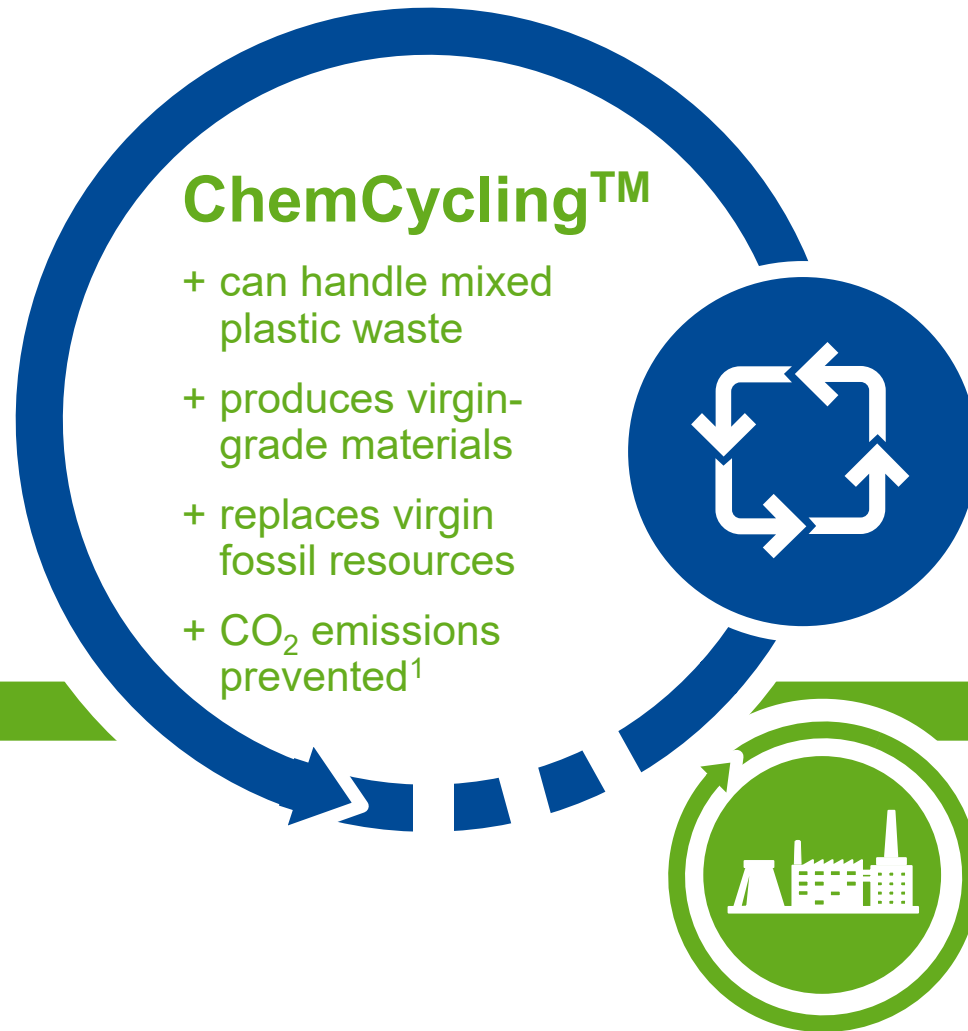 ChemCycling™
+ can handle mixed
plastic waste
+ produces virgin-
grade materials
+ replaces virgin
fossil resources
+ CO₂ emissions
prevented¹